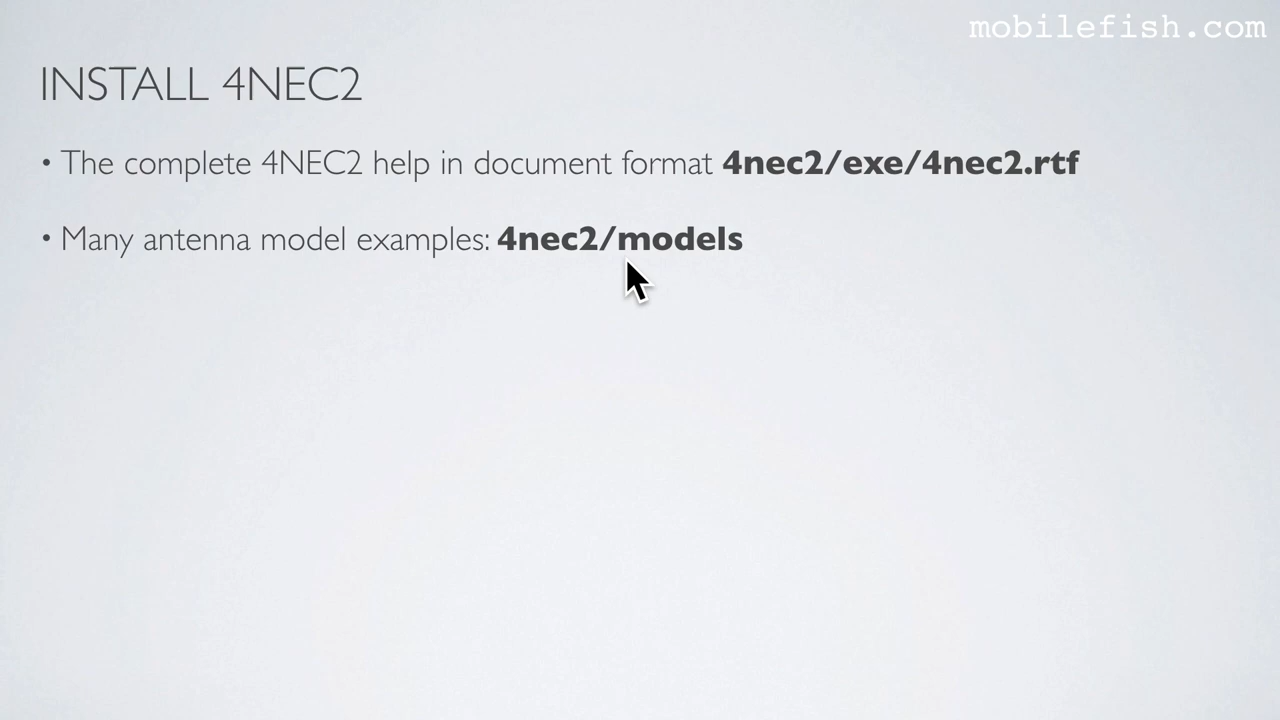 mobilefish.com
INSTALL 4NEC2
• The complete 4NEC2 help in document format 4nec2/exe/4nec2.rtf
• Many antenna model examples: 4nec2/models